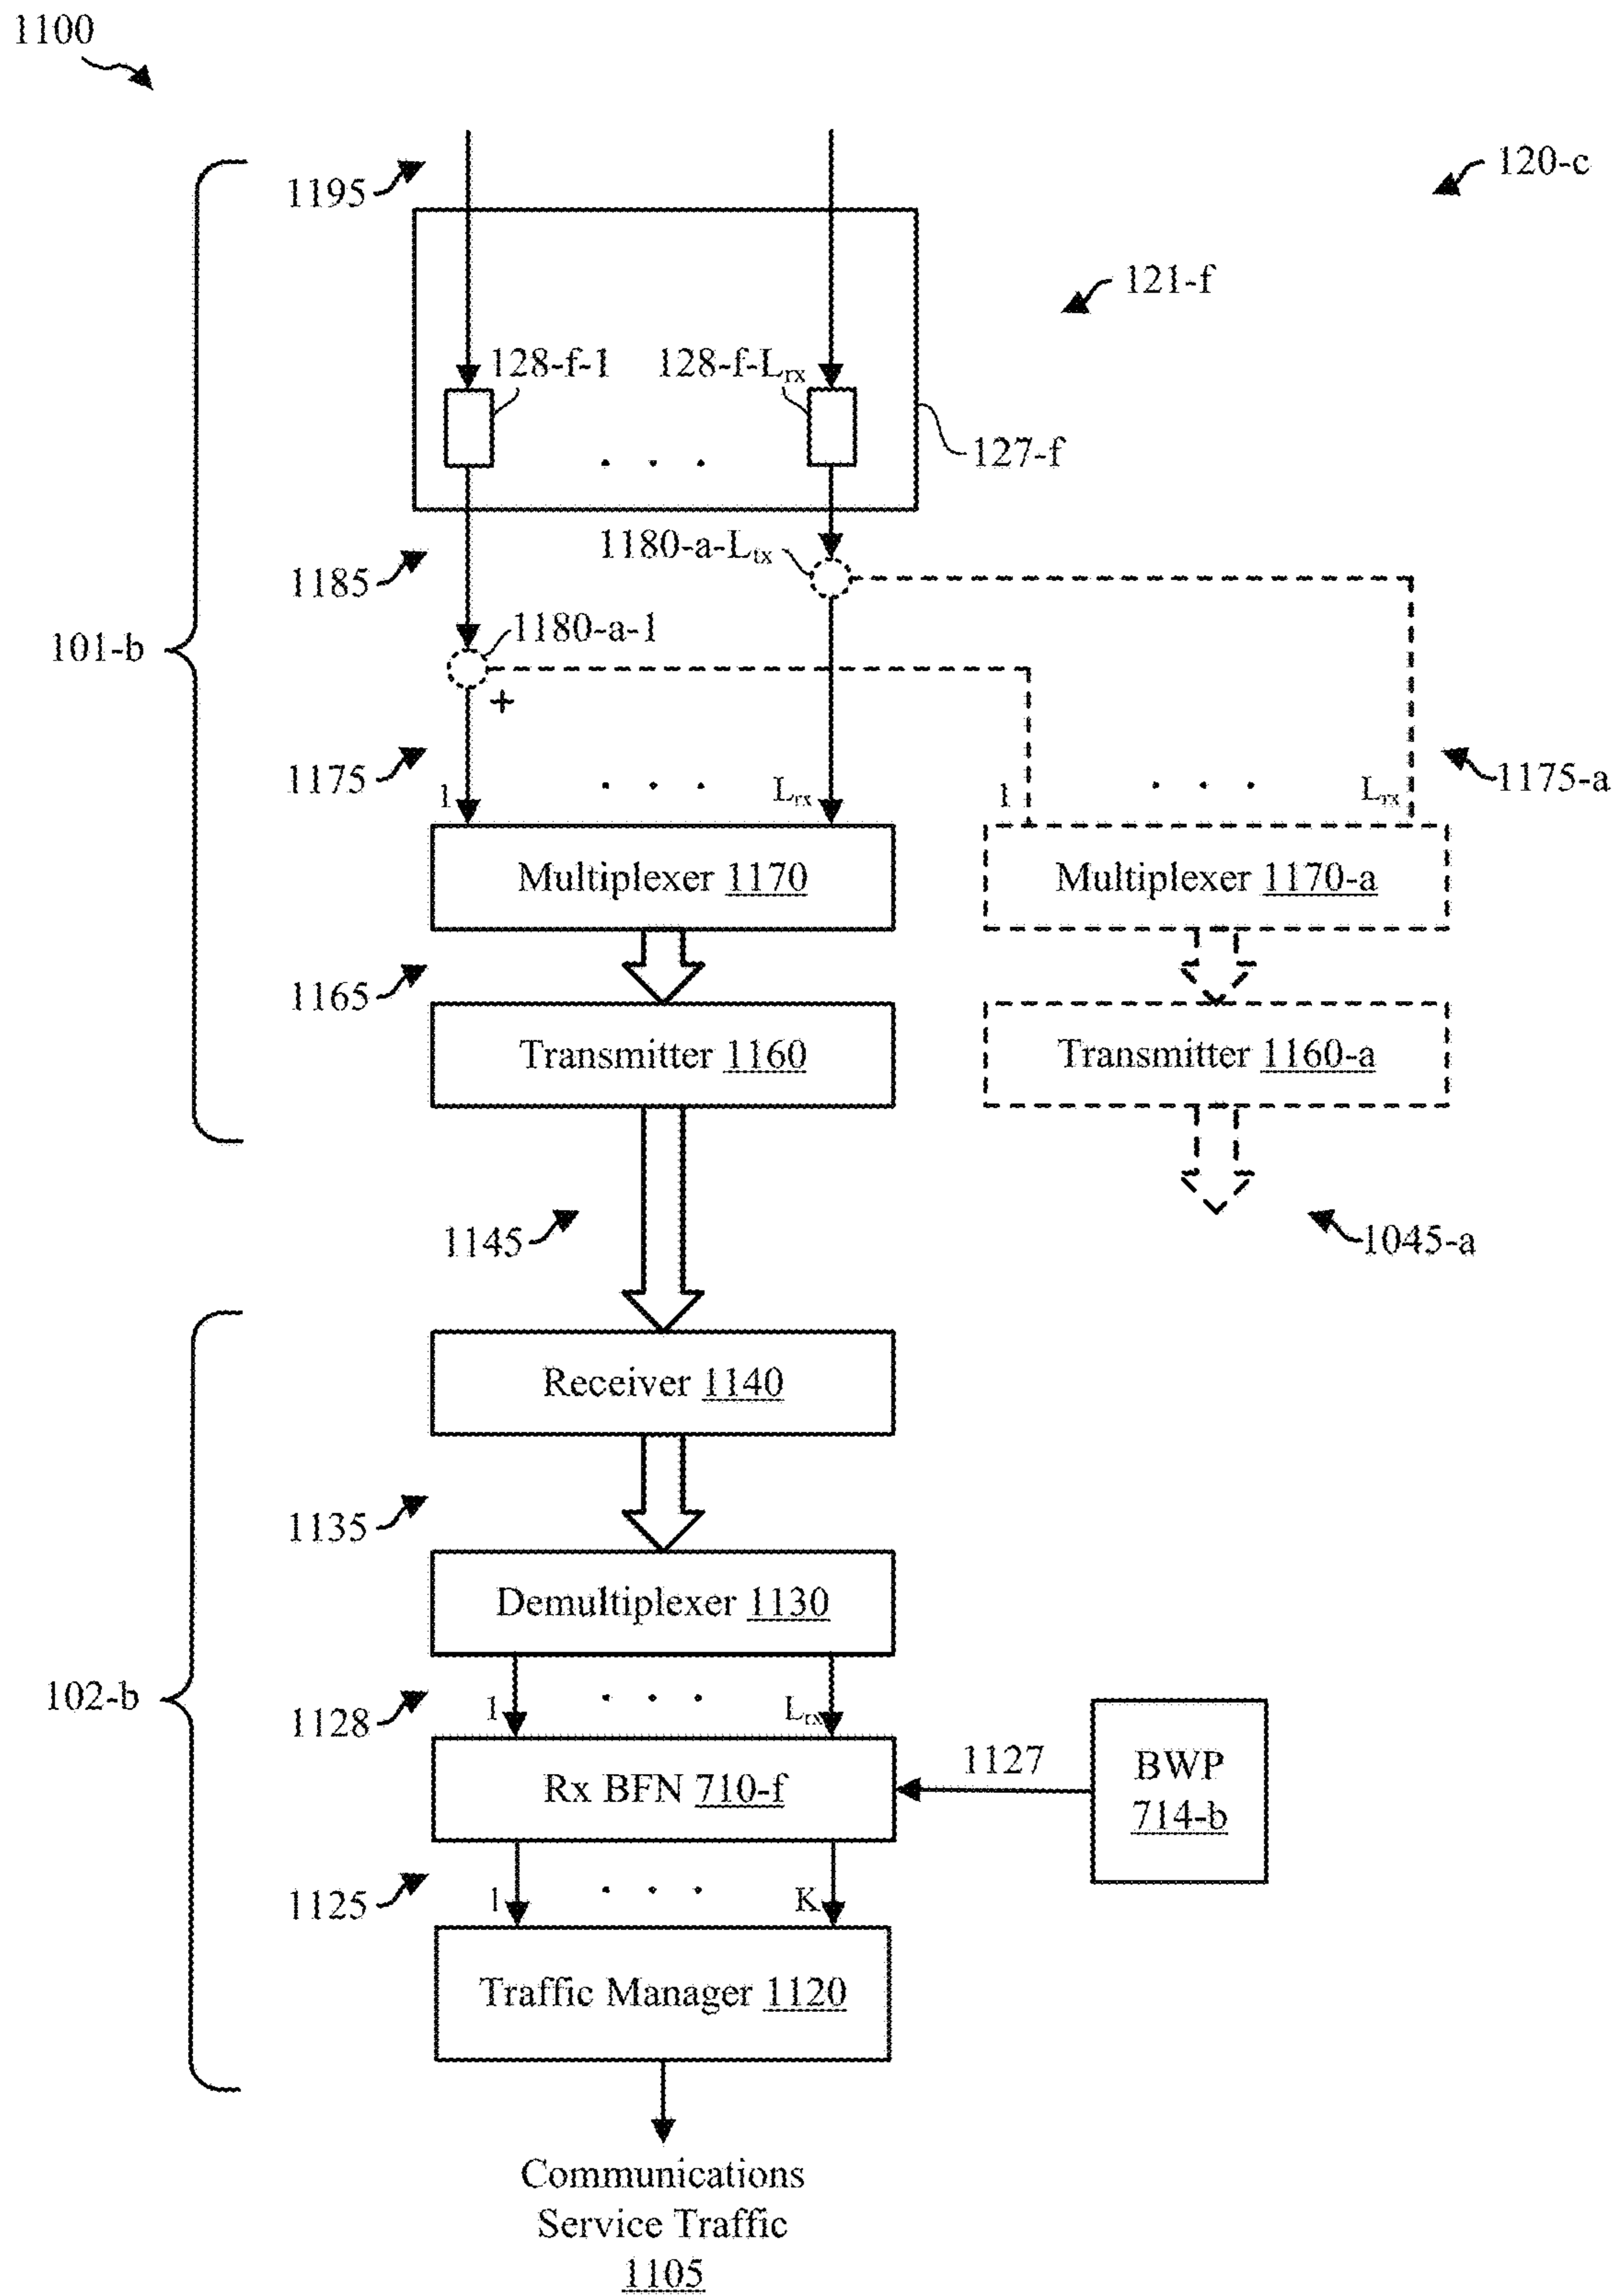 1100
1195
120-c
121-f
128-f-1
128-f-Lrx
127-f
1180-a-Ltx
1185
1180-a-1
101-b
+
1175
1
. . .
Lrx
1
. . .
Lrx
1175-a
Multiplexer 1170
Multiplexer 1170-a
1165
Transmitter 1160
Transmitter 1160-a
1145
1045-a
Receiver 1140
1135
Demultiplexer 1130
102-b
1128
1
. . .
Lrx
1127
BWP
714-b
Rx BFN 710-f
1125
1
. . .
K
Traffic Manager 1120
Communications
Service Traffic
1105